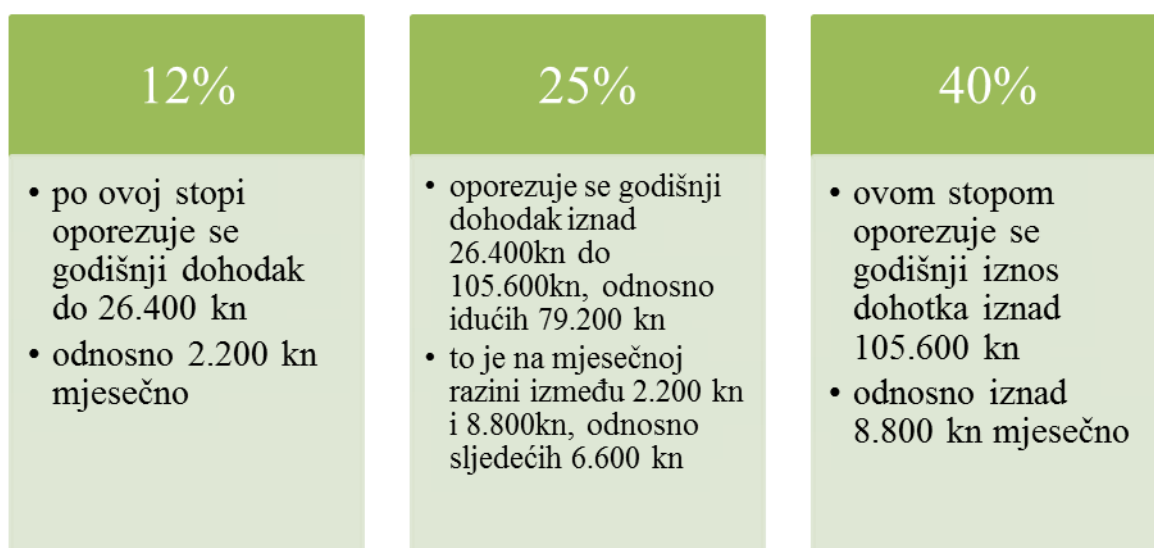 12%
• po ovoj stopi
oporezuje se
godišnji dohodak
do 26.400 kn
• odnosno 2.200 kn
mjesečno
25%
• oporezuje se godišnji
dohodak iznad
26.400kn do
105.600kn, odnosno
idućih 79.200 kn
• to je na mjesečnoj
razini između 2.200 kn
i 8.800kn, odnosno
sljedećih 6.600 kn
40%
• ovom stopom
oporezuje se
godišnji iznos
dohotka iznad
105.600 kn
• odnosno iznad
8.800 kn mjesečno